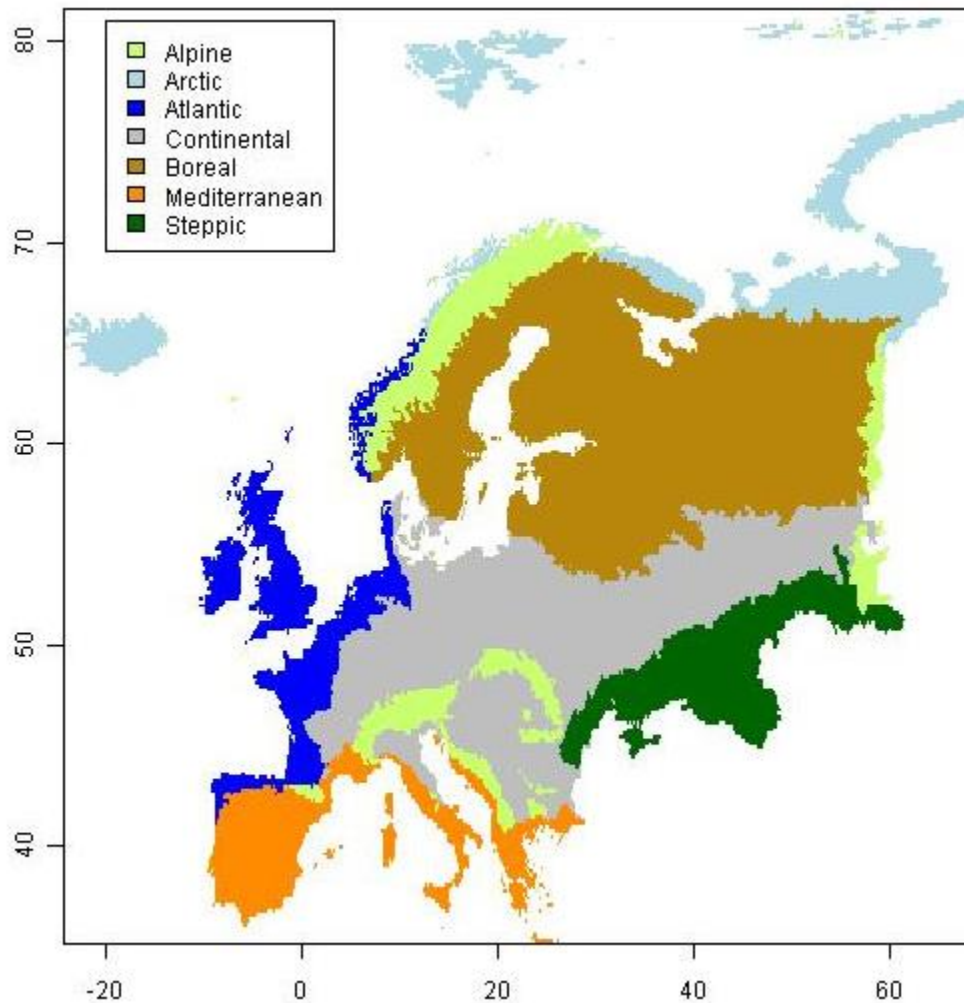 80
70
60
50
40
Alpine
Arctic
Atlantic
Continental
Boreal
Mediterranean
Steppic
-20
0
20
40
60